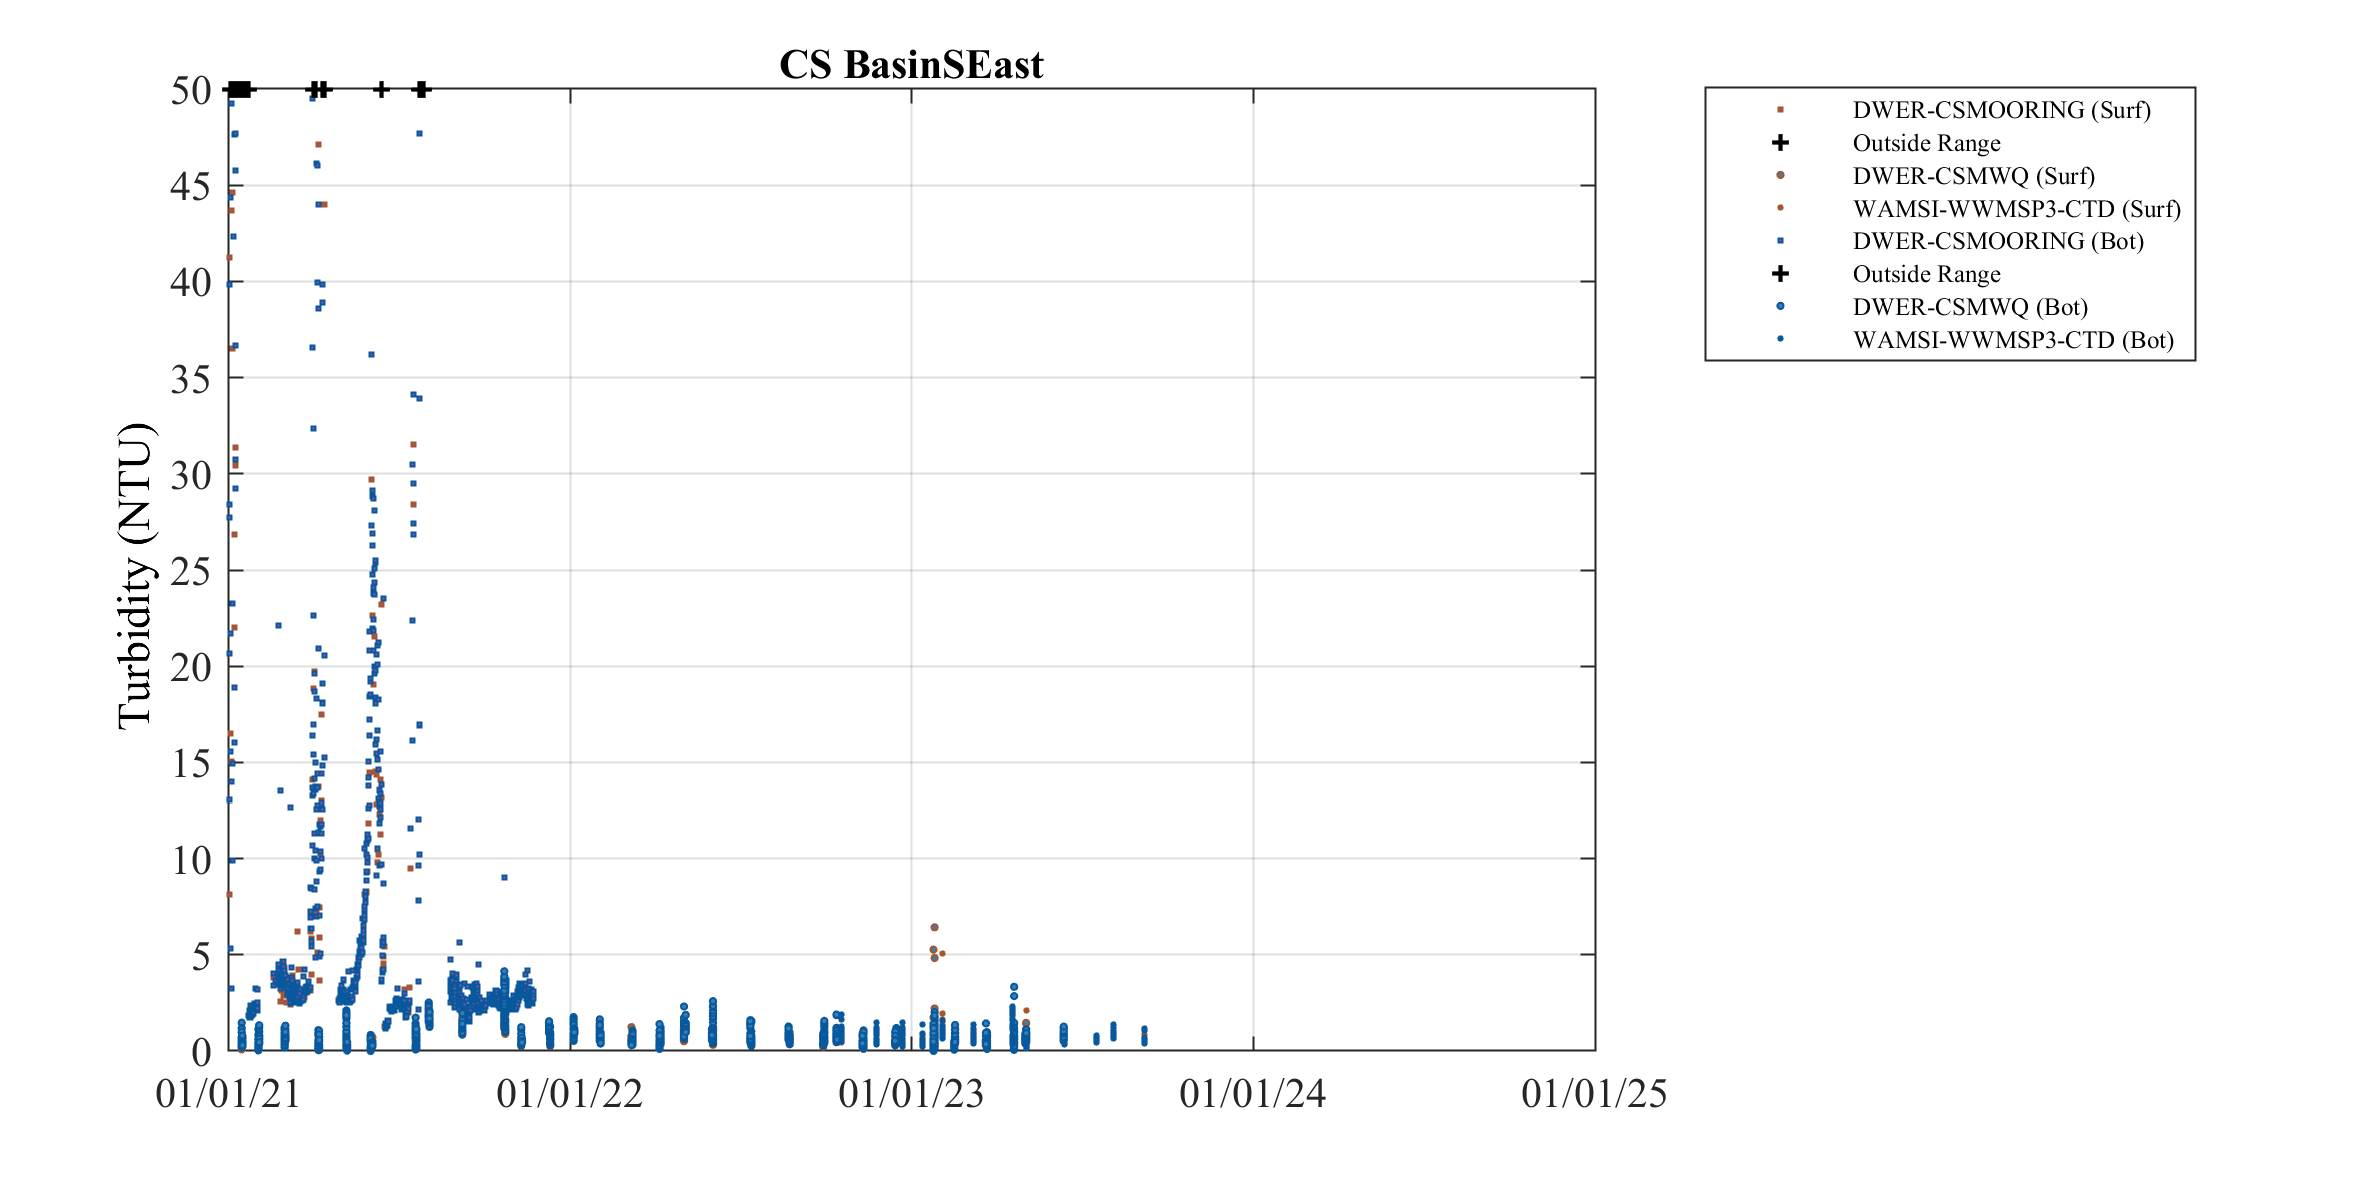 CS BasinSEast
50
45
40
35
30
25
20
15
10
5
0
Turbidity (NTU)
01/01/21
01/01/22
01/01/23
01/01/24
01/01/25
DWER-CSMOORING (Surf)
Outside Range
DWER-CSMWQ (Surf)
WAMSI-WWMSP3-CTD (Surf)
DWER-CSMOORING (Bot)
Outside Range
DWER-CSMWQ (Bot)
WAMSI-WWMSP3-CTD (Bot)